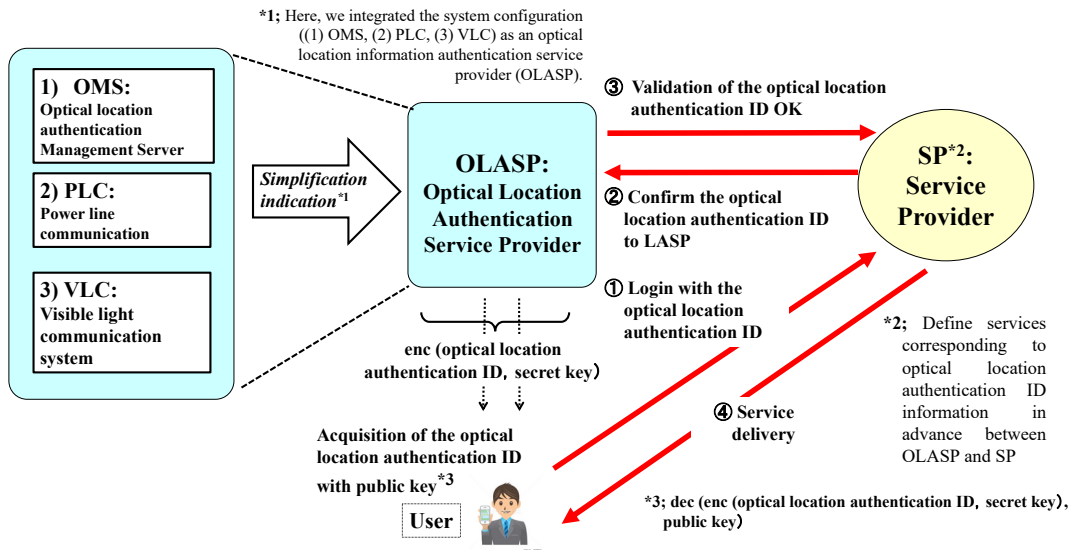 *1; Here, we integrated the system configuration
((1) OMS, (2) PLC, (3) VLC) as an optical
location information authentication service
provider (OLASP).
1) OMS:
Optical location
authentication
Management Server
2) PLC:
Power line
communication
3) VLC:
Visible light
communication
system
Simplification
indication*1
OLASP:
Optical Location
Authentication
Service Provider
③ Validation of the optical location
authentication ID OK
SP*2:
Service
Provider
② Confirm the optical
location authentication ID
to LASP
① Login with the
optical location
authentication ID
enc (optical location
authentication ID, secret key)
*2; Define services
corresponding to
optical location
authentication ID
information in
advance between
OLASP and SP
④ Service
delivery
Acquisition of the optical
location authentication ID
with public key*3
User
*3; dec (enc (optical location authentication ID, secret key),
public key)